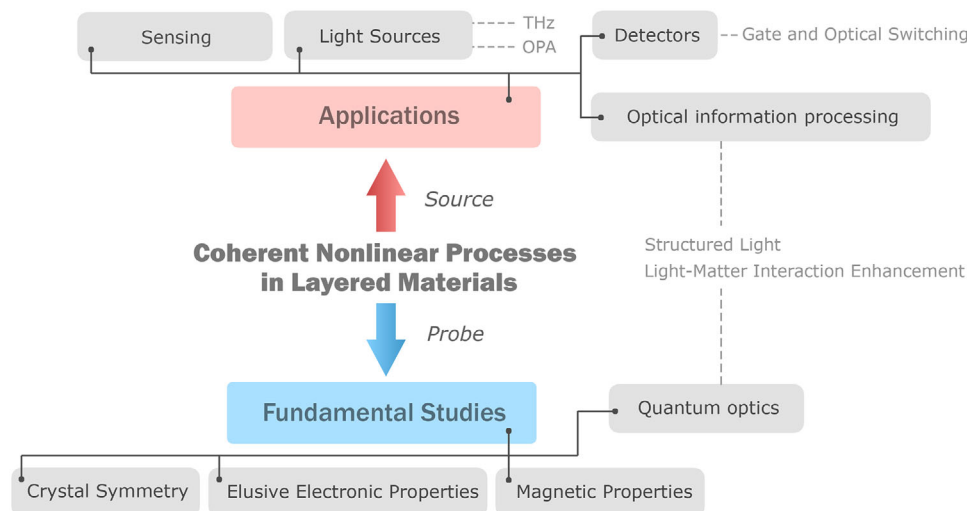 Sensing
Light Sources
THz
OPA
Detectors
Gate and Optical Switching
Applications
Optical information processing
Source
Coherent Nonlinear Processes
in Layered Materials
Structured Light
Light-Matter Interaction Enhancement
Probe
Fundamental Studies
Quantum optics
Crystal Symmetry
Elusive Electronic Properties
Magnetic Properties